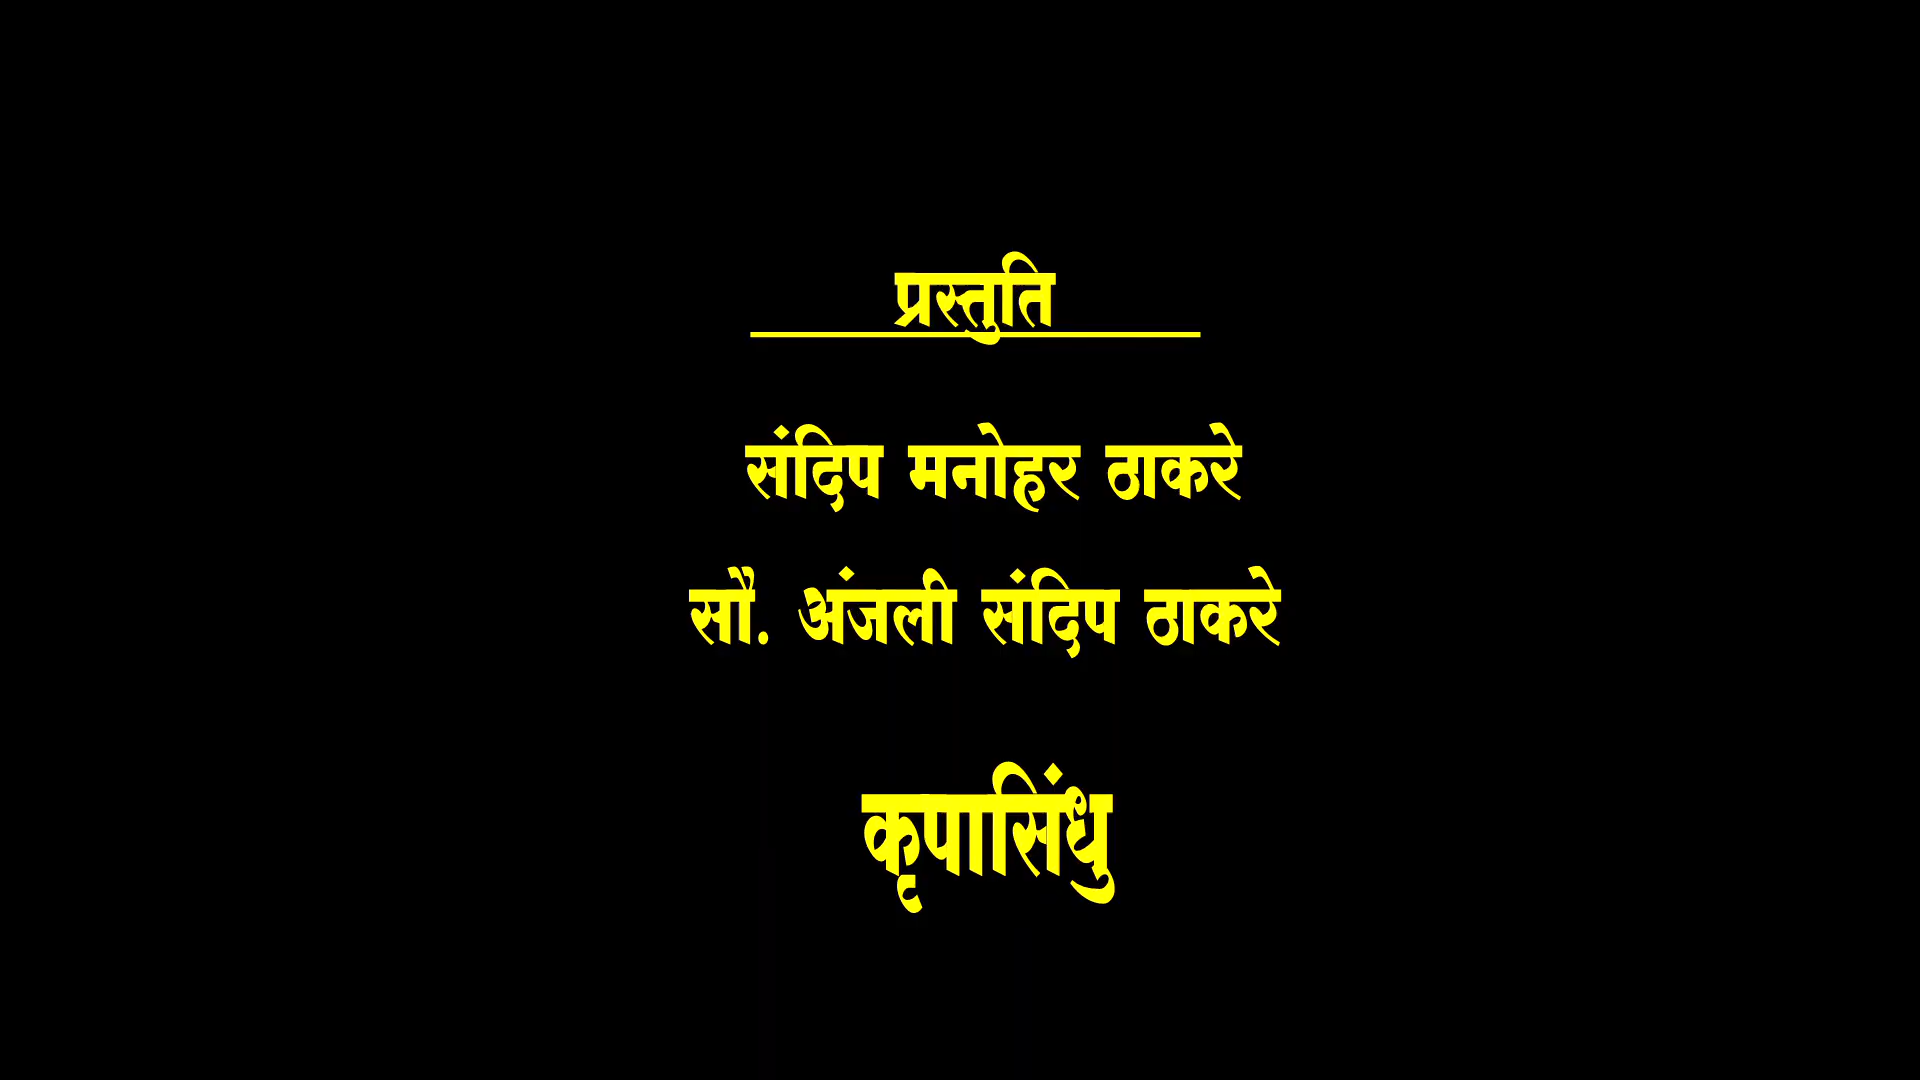 प्रस्तुति
संदिप मनोहर ठाकरे
सौ. अंजली संदिप ठाकरे
कृपासिंधु